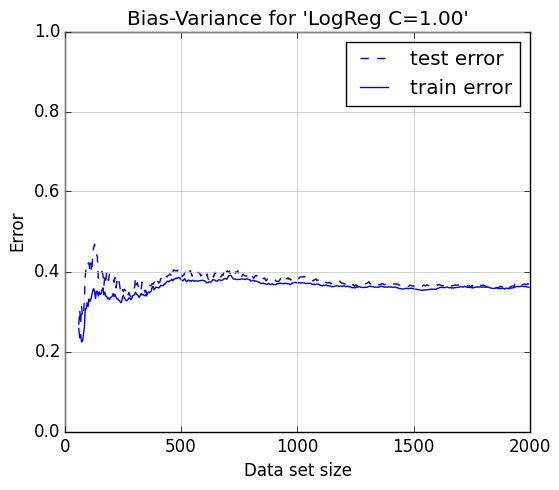 Bias-Variance for 'LogReg C=1.00'
1.0
0.8
0.6
0.4
0.2
0.0
Error
test error
train error
0 500 1000 1500 2000
Data set size